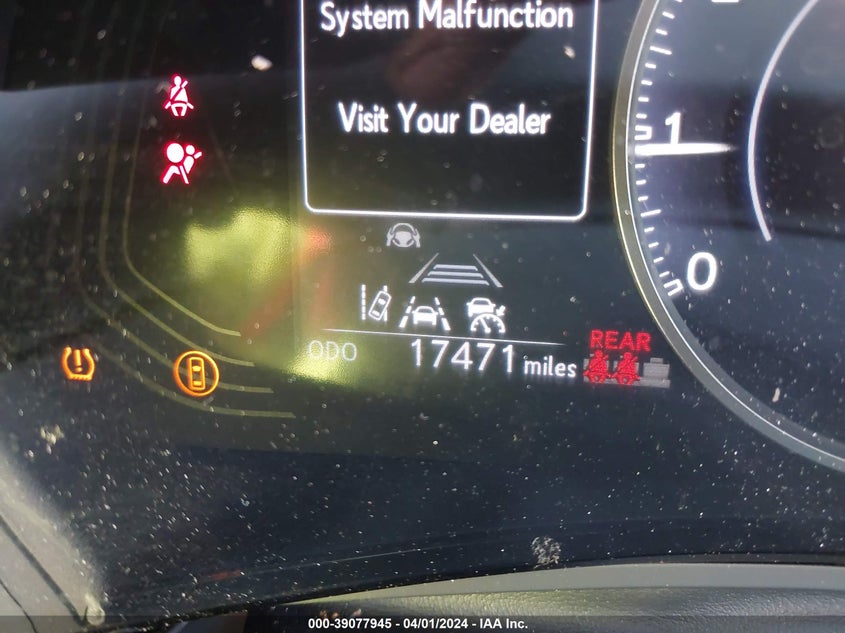 System Malfunction
Visit Your Dealer
1
0
ODO 17471 miles
REAR
000-39077945 / 04/01/2024 - IAA Inc.